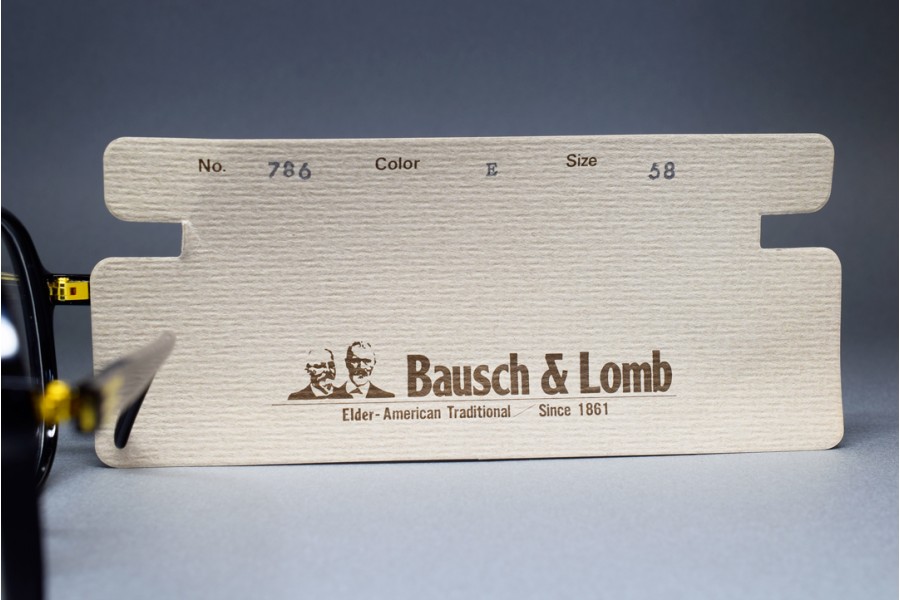 No. 786 Color E Size 58
Bausch & Lomb
Elder-American Traditional Since 1861